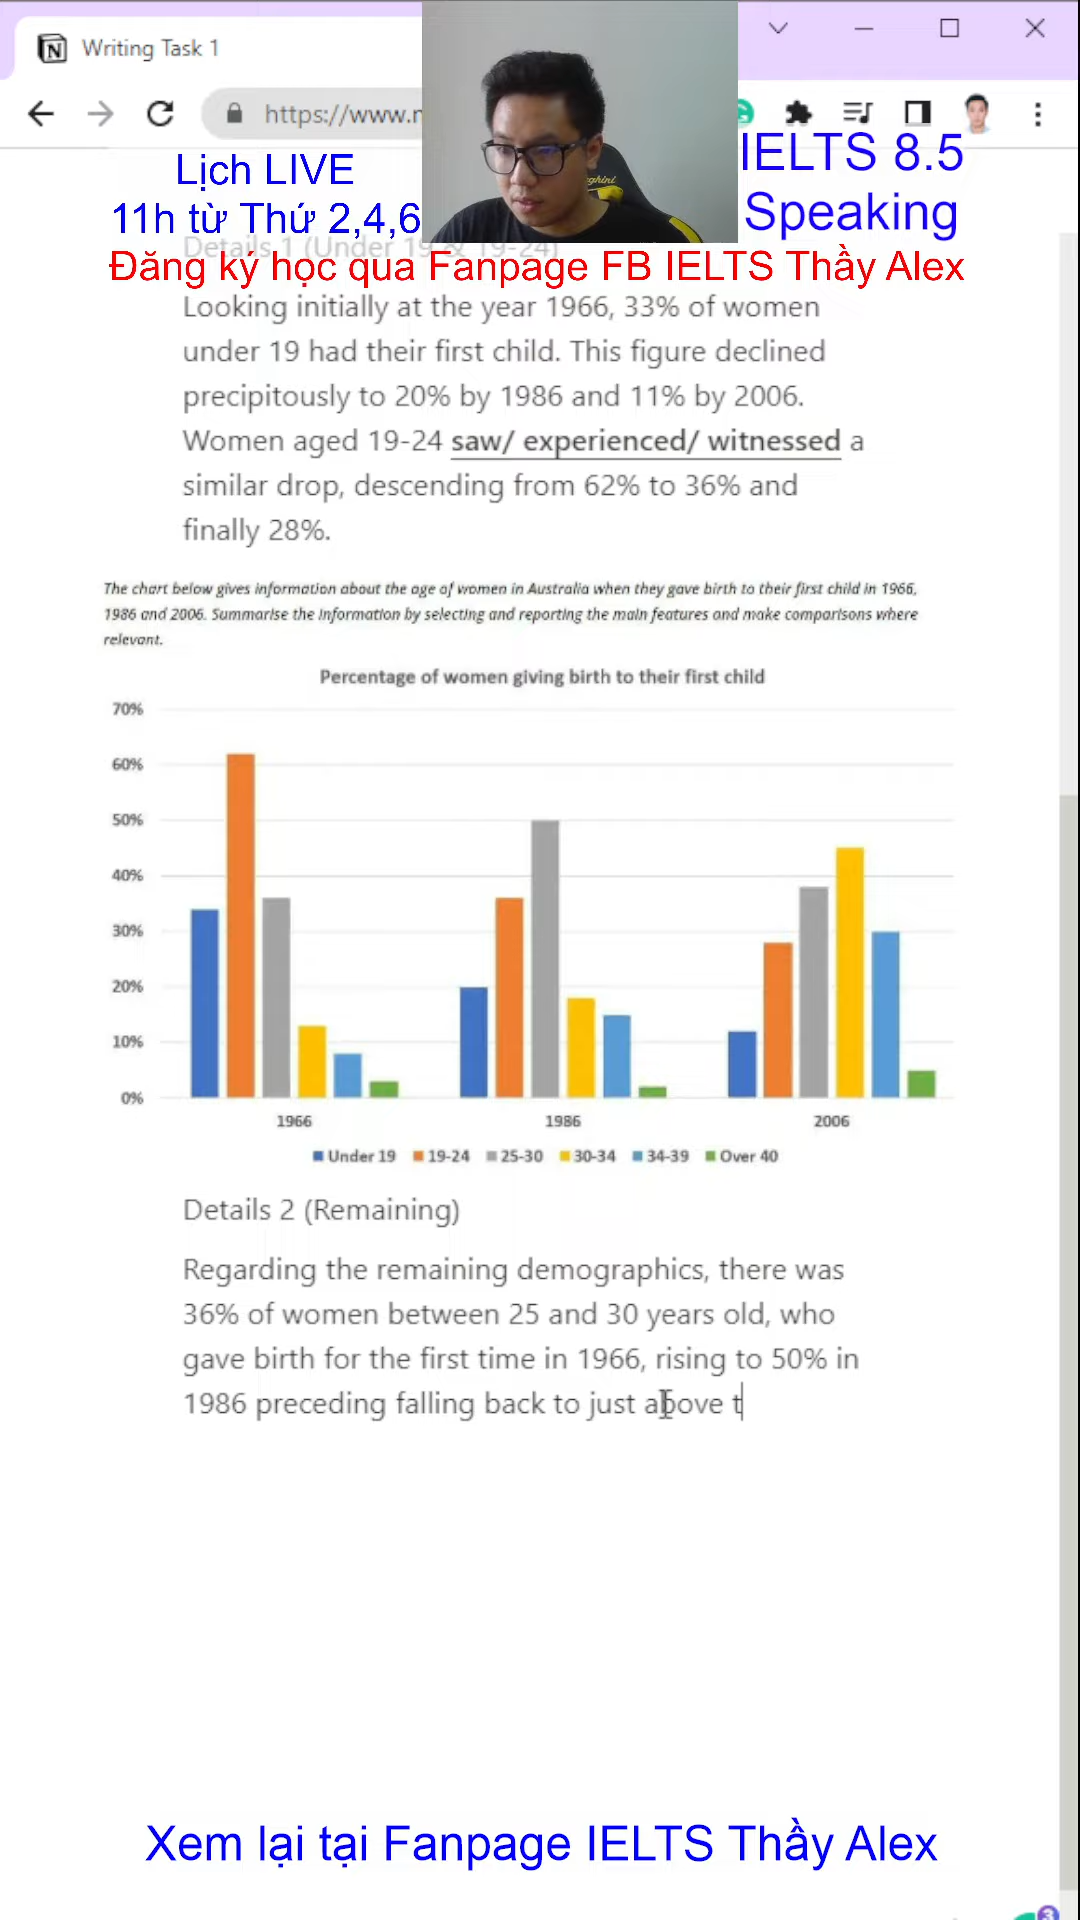 Writing Task 1
https://www.n
IELTS 8.5
Speaking
Lịch LIVE
11h từ Thứ 2,4,6
Details 1 (Under 19 & 19-24)
Đăng ký học qua Fanpage FB IELTS Thầy Alex
Looking initially at the year 1966, 33% of women
under 19 had their first child. This figure declined
precipitously to 20% by 1986 and 11% by 2006.
Women aged 19-24 saw/ experienced/ witnessed a
similar drop, descending from 62% to 36% and
finally 28%.
The chart below gives information about the age of women in Australia when they gave birth to their first child in 1966,
1986 and 2006. Summarise the information by selecting and reporting the main features and make comparisons where
relevant.
Percentage of women giving birth to their first child
70%
60%
50%
40%
30%
20%
10%
0%
1966 1986 2006
Under 19 19-24 25-30 30-34 34-39 Over 40
Details 2 (Remaining)
Regarding the remaining demographics, there was
36% of women between 25 and 30 years old, who
gave birth for the first time in 1966, rising to 50% in
1986 preceding falling back to just above t
Xem lại tại Fanpage IELTS Thầy Alex
3